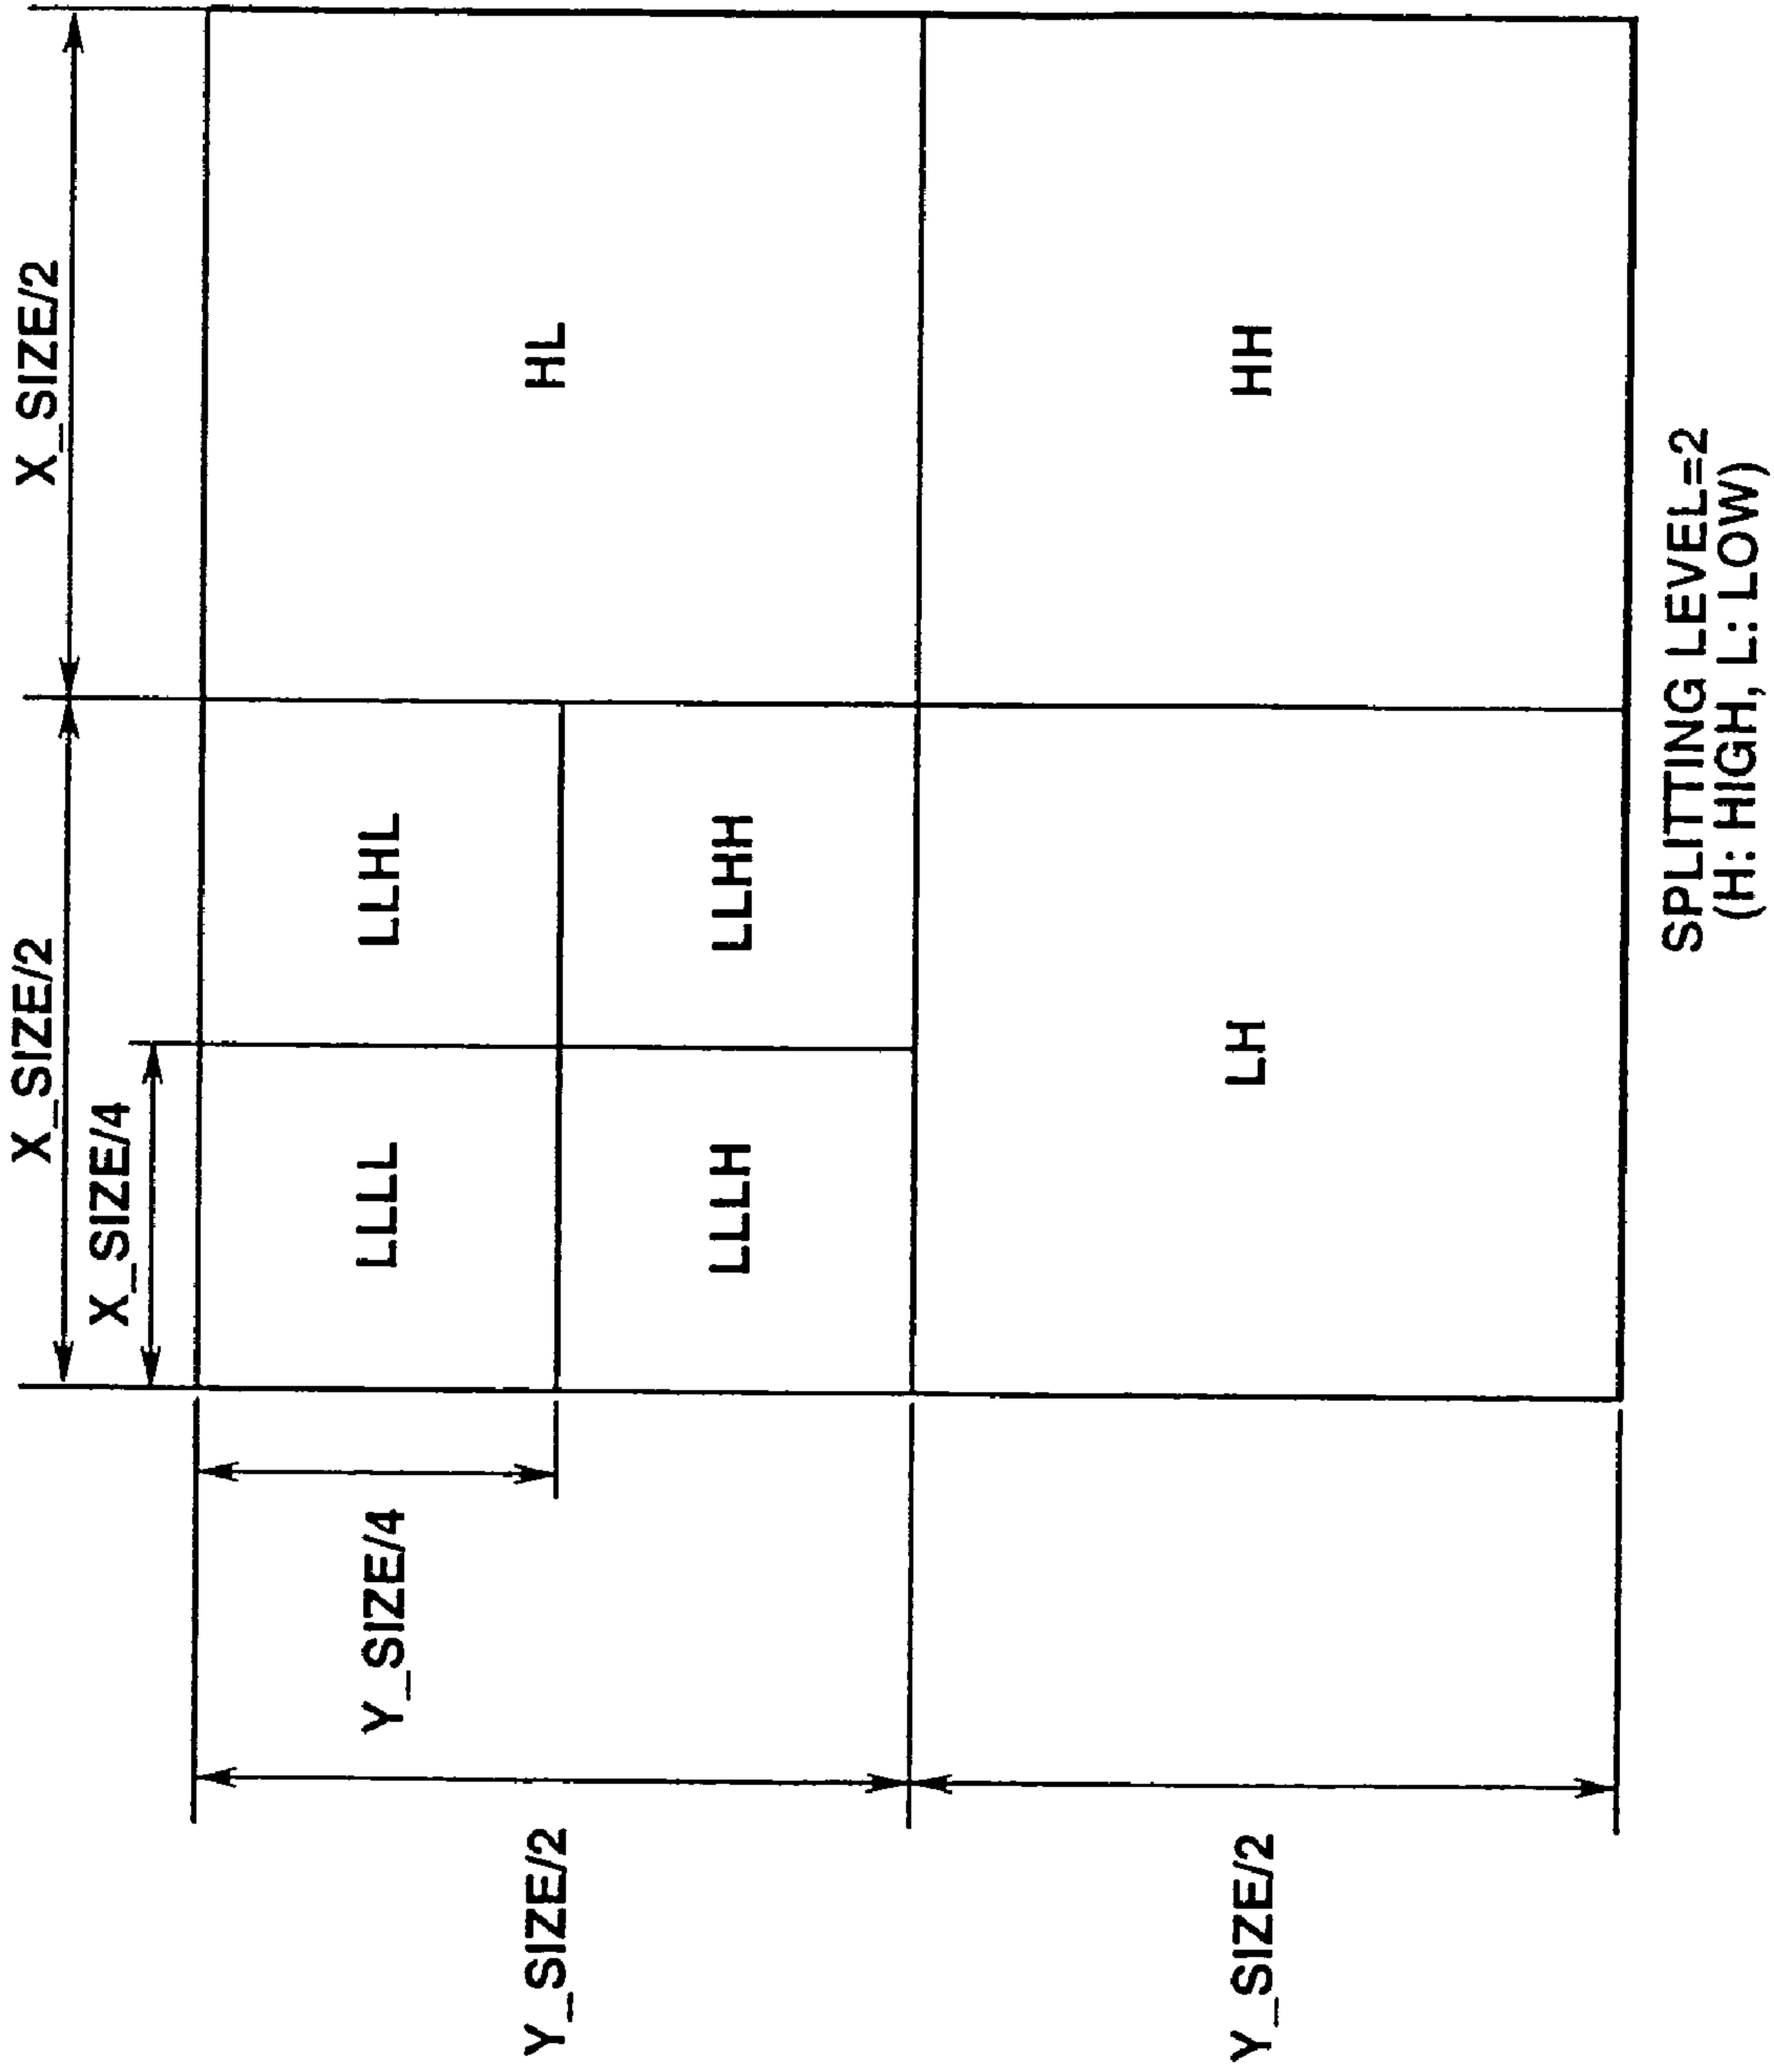 X_SIZE/2
X_SIZE/2
X_SIZE/4
Y_SIZE/4
Y_SIZE/2
Y_SIZE/2
LLLL
LLHL
HL
LLLH
LLHH
LH
HH
SPLITTING LEVEL=2
(H: HIGH, L: LOW)